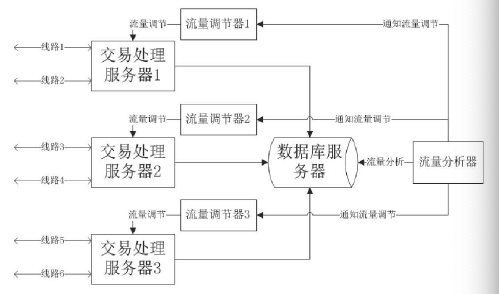 流量调节
流量调节器1
通知流量调节
线路1
交易处理
服务器1
线路2
流量调节
流量调节器2
通知流量调节
线路3
交易处理
服务器2
数据库服
务器
流量分析
流量分析器
线路4
流量调节
流量调节器3
通知流量调节
线路5
交易处理
服务器3
线路6